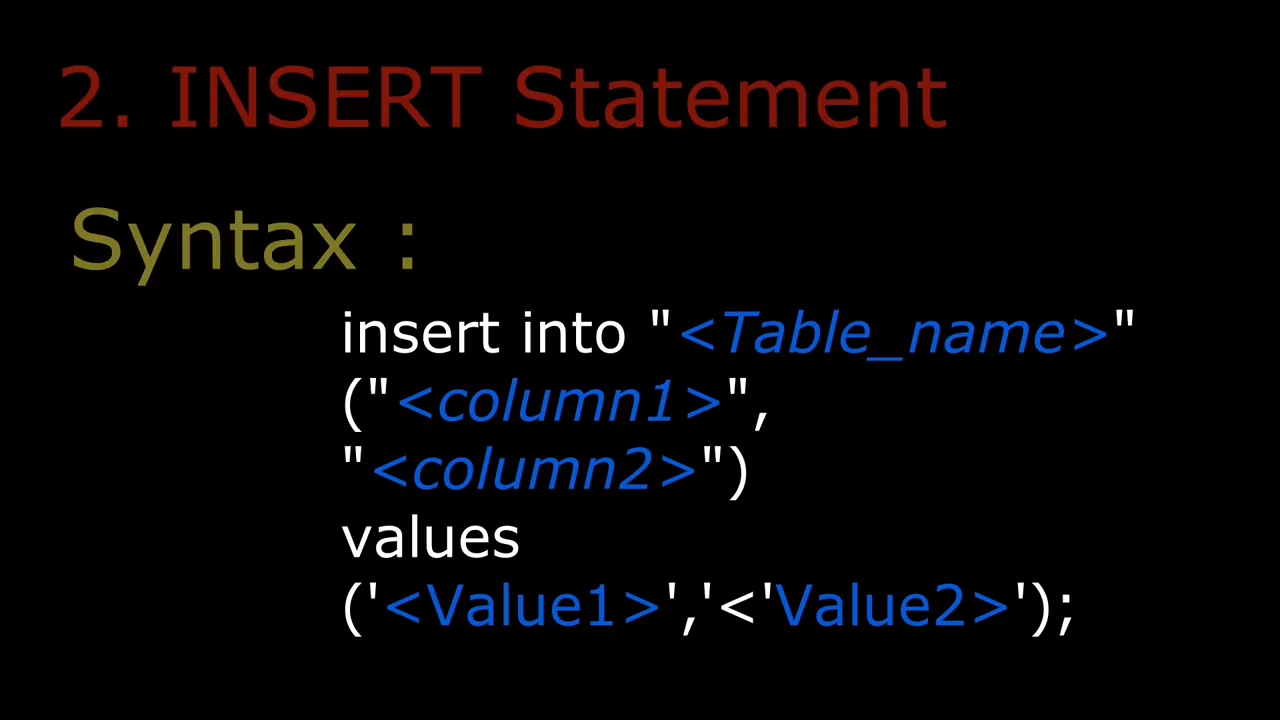 2. INSERT Statement
Syntax :
insert into "<Table_name>"
("<column1>",
"<column2>")
values
('<Value1>','<'Value2>');